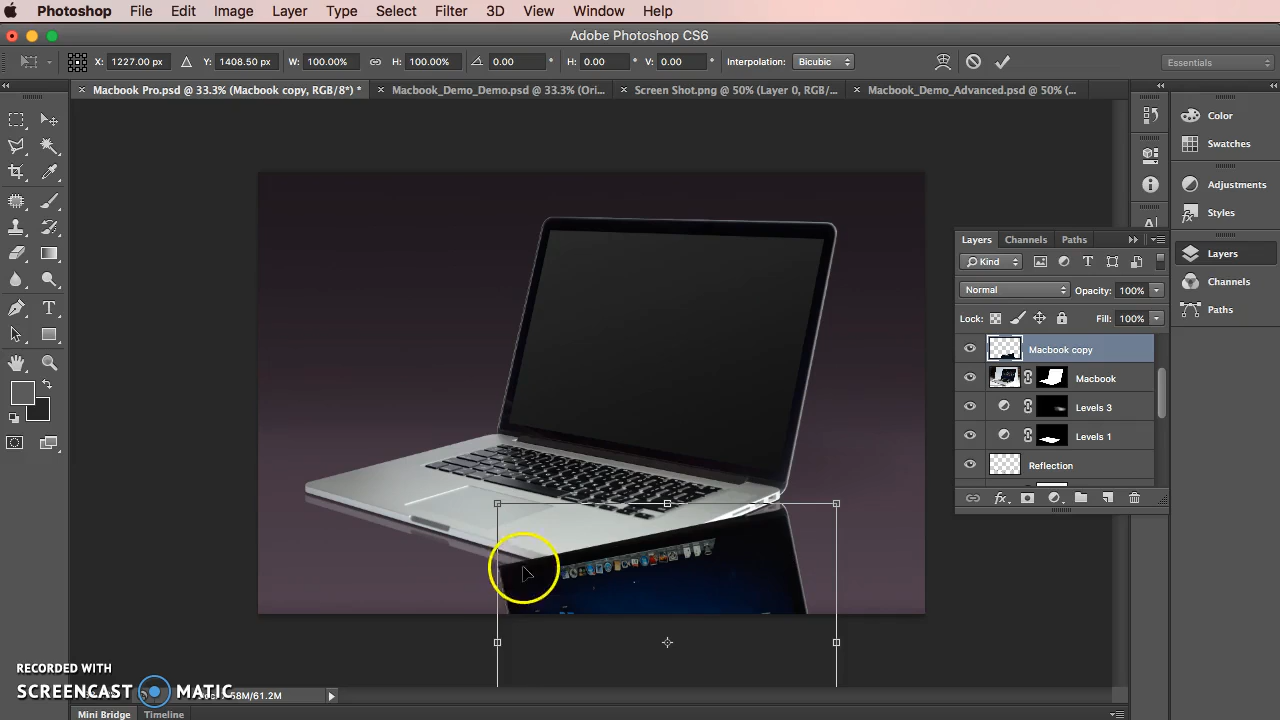 Photoshop File Edit Image Layer Type Select Filter 3D View Window Help
Adobe Photoshop CS6
X: 1227.00 px Y: 1408.50 px W: 100.00% H: 100.00% 0.00 ° H: 0.00 ° V: 0.00 ° Interpolation: Bicubic Essentials
Macbook Pro.psd @ 33.3% (Macbook copy, RGB/8*) * Macbook_Demo_Demo.psd @ 33.3% (Ori... Screen Shot.png @ 50% (Layer 0, RGB/... Macbook_Demo_Advanced.psd @ 50% (...
Color
Swatches
Adjustments
Styles
Layers
Channels
Paths
Layers Channels Paths
Kind
Normal Opacity: 100%
Lock: Fill: 100%
Macbook copy
Macbook
Levels 3
Levels 1
Reflection
RECORDED WITH
SCREENCAST MATIC
M/61.2M
Mini Bridge Timeline